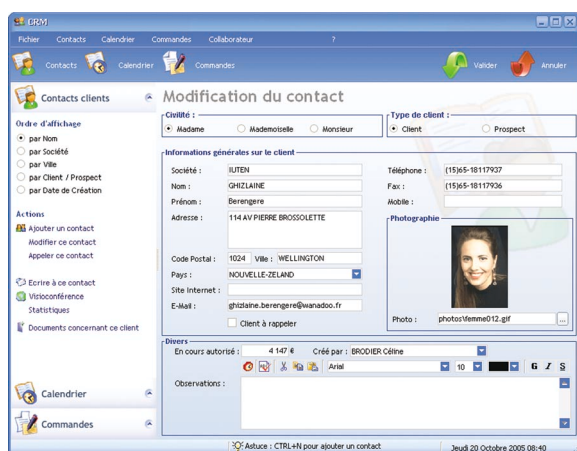 CRM
Fichier Contacts Calendrier Commandes Collaborateur ?
Contacts Calendrier Commandes Valider Annuler
Contacts clients
Ordre d'affichage
par Nom
par Société
par Ville
par Client / Prospect
par Date de Création
Actions
Ajouter un contact
Modifier ce contact
Appeler ce contact
Ecrire à ce contact
Visioconférence
Statistiques
Documents concernant ce client
Calendrier
Commandes
Modification du contact
Civilité :
Madame Mademoiselle Monsieur
Type de client :
Client Prospect
Informations générales sur le client
Société : IUTEN
Nom : GHIZLAINE
Prénom : Berengere
Adresse : 114 AV PIERRE BROSSOLETTE
Code Postal : 1024 Ville : WELLINGTON
Pays : NOUVELLE-ZELAND
Site Internet :
E-Mail : ghizlaine.berengere@wanadoo.fr
Client à rappeler
Téléphone : (15)65-18117937
Fax : (15)65-18117936
Mobile :
Photographie
Photo : photos\femme012.gif ...
Divers
En cours autorisé : 4 147 € Créé par : BRODIER Céline
Arial 10 G I S
Observations :
Astuce : CTRL+N pour ajouter un contact
Jeudi 20 Octobre 2005 08:40